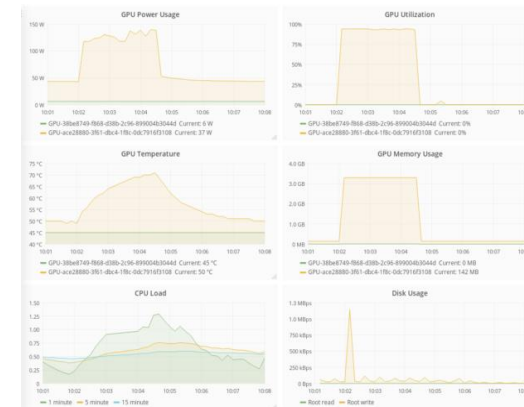 GPU Power Usage
150 W
100 W
50 W
0 W
10:01 10:02 10:03 10:04 10:05 10:06 10:07 10:08
GPU-38be8749-f868-d38b-2c96-899004b3044d Current: 6 W
GPU-ace28880-3f61-dbc4-1f8c-0dc7916f3108 Current: 37 W
GPU Utilization
100%
75%
50%
25%
0%
10:01 10:02 10:03 10:04 10:05 10:06 10:07 10:08
GPU-38be8749-f868-d38b-2c96-899004b3044d Current: 0%
GPU-ace28880-3f61-dbc4-1f8c-0dc7916f3108 Current: 0%
GPU Temperature
75 °C
70 °C
65 °C
60 °C
55 °C
50 °C
45 °C
40 °C
10:01 10:02 10:03 10:04 10:05 10:06 10:07 10:08
GPU-38be8749-f868-d38b-2c96-899004b3044d Current: 45 °C
GPU-ace28880-3f61-dbc4-1f8c-0dc7916f3108 Current: 50 °C
GPU Memory Usage
4.0 GB
3.0 GB
2.0 GB
1.0 GB
0 MB
10:01 10:02 10:03 10:04 10:05 10:06 10:07 10:08
GPU-38be8749-f868-d38b-2c96-899004b3044d Current: 0 MB
GPU-ace28880-3f61-dbc4-1f8c-0dc7916f3108 Current: 142 MB
CPU Load
1.50
1.25
1.00
0.75
0.50
0.25
0
10:01 10:02 10:03 10:04 10:05 10:06 10:07 10:08
1 minute 5 minute 15 minute
Disk Usage
1.3 MBps
1.0 MBps
750 kBps
500 kBps
250 kBps
0 Bps
10:01 10:02 10:03 10:04 10:05 10:06 10:07 10:08
Root read Root write